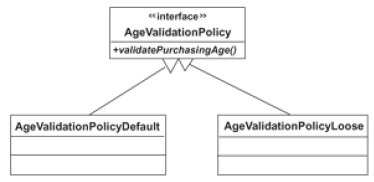 «interface»
AgeValidationPolicy
+validatePurchasingAge()
AgeValidationPolicyDefault
AgeValidationPolicyLoose